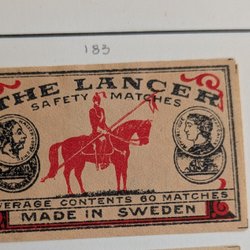 183
THE LANCER
SAFETY MATCHES
AVERAGE CONTENTS 60 MATCHES
MADE IN SWEDEN